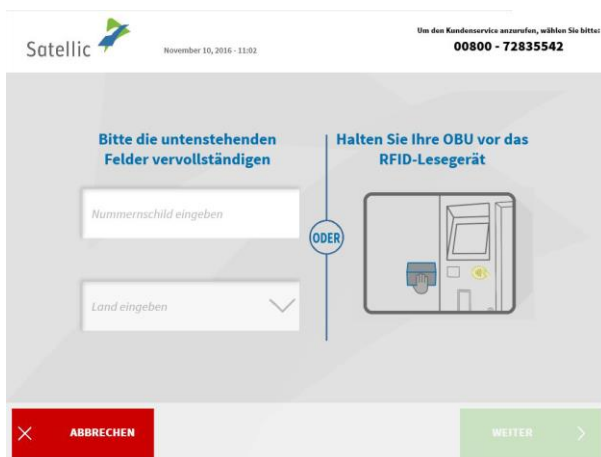 Satellic
November 10, 2016 - 11:02
Um den Kundenservice anzurufen, wählen Sie bitte:
00800 - 72835542
Bitte die untenstehenden
Felder vervollständigen
Nummernschild eingeben
Land eingeben
ODER
Halten Sie Ihre OBU vor das
RFID-Lesegerät
ABBRECHEN
WEITER